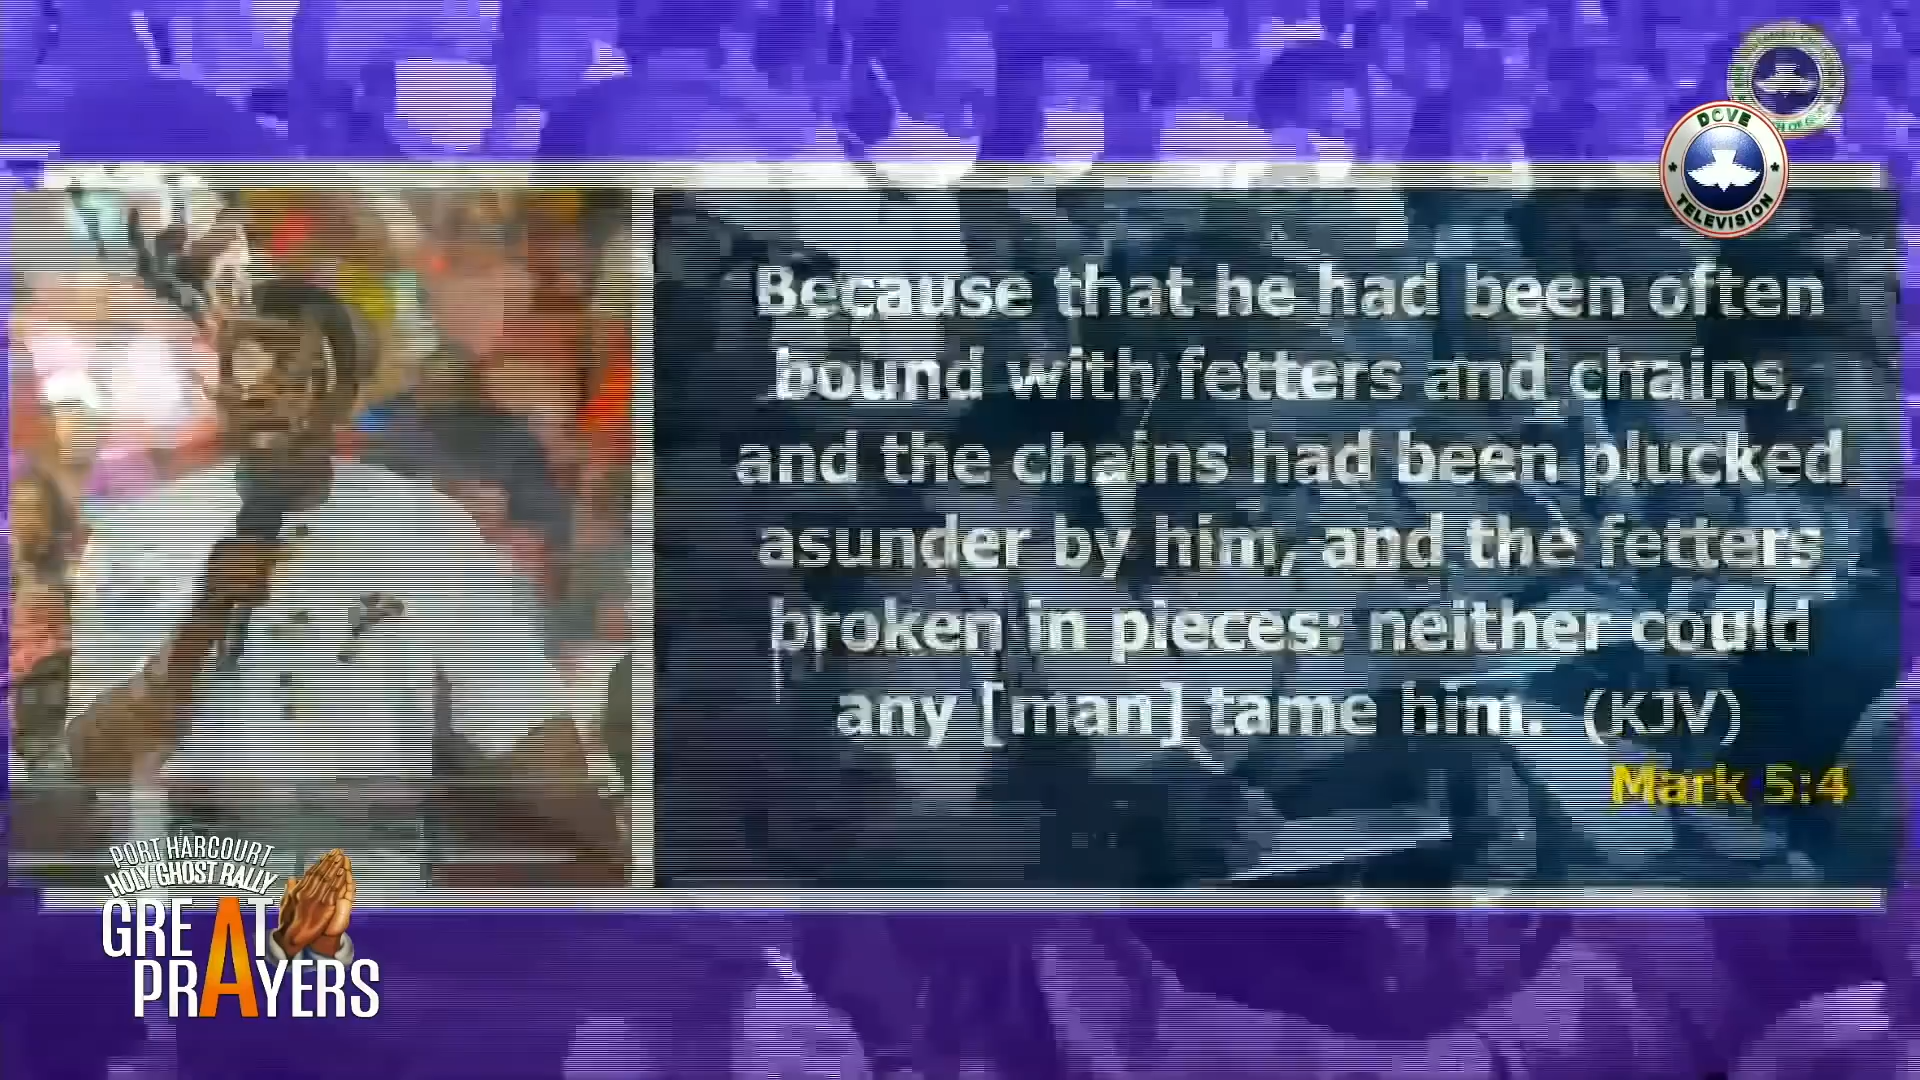 DOVE
TELEVISION
Because that he had been often
bound with fetters and chains,
and the chains had been plucked
asunder by him, and the fetters
broken in pieces: neither could
any [man] tame him. (KJV)
Mark 5:4
PORT HARCOURT
HOLY GHOST RALLY
GREAT
PRAYERS